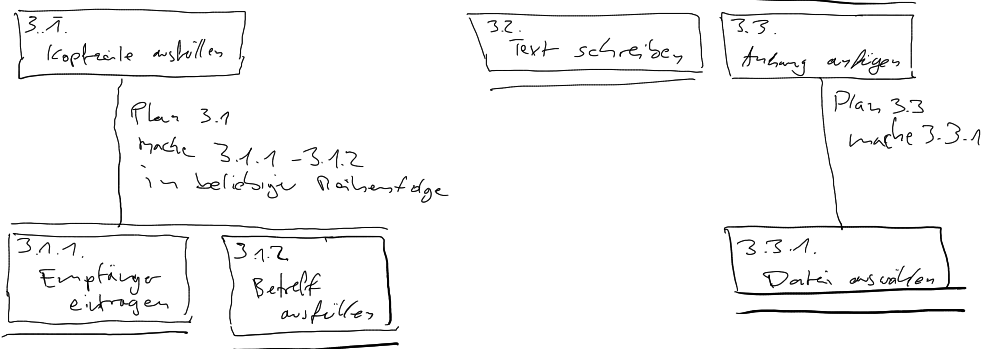 3.1.
Kopfzeile ausfüllen
Plan 3.1
mache 3.1.1 - 3.1.2
in beliebiger Reihenfolge
3.1.1.
Empfänger
eintragen
3.1.2
Betreff
ausfüllen
3.2.
Text schreiben
3.3.
Anhang anfügen
Plan 3.3
mache 3.3.1
3.3.1.
Datei auswählen